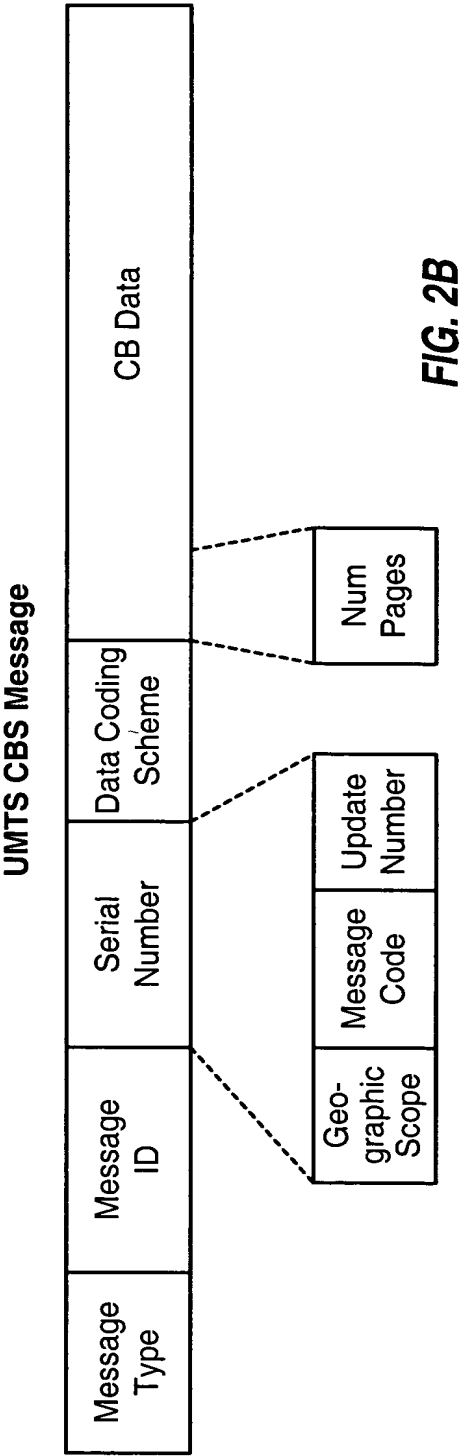 UMTS CBS Message
Message
Type
Message
ID
Serial
Number
Data Coding
Scheme
CB Data
Geo-
graphic
Scope
Message
Code
Update
Number
Num
Pages
FIG. 2B